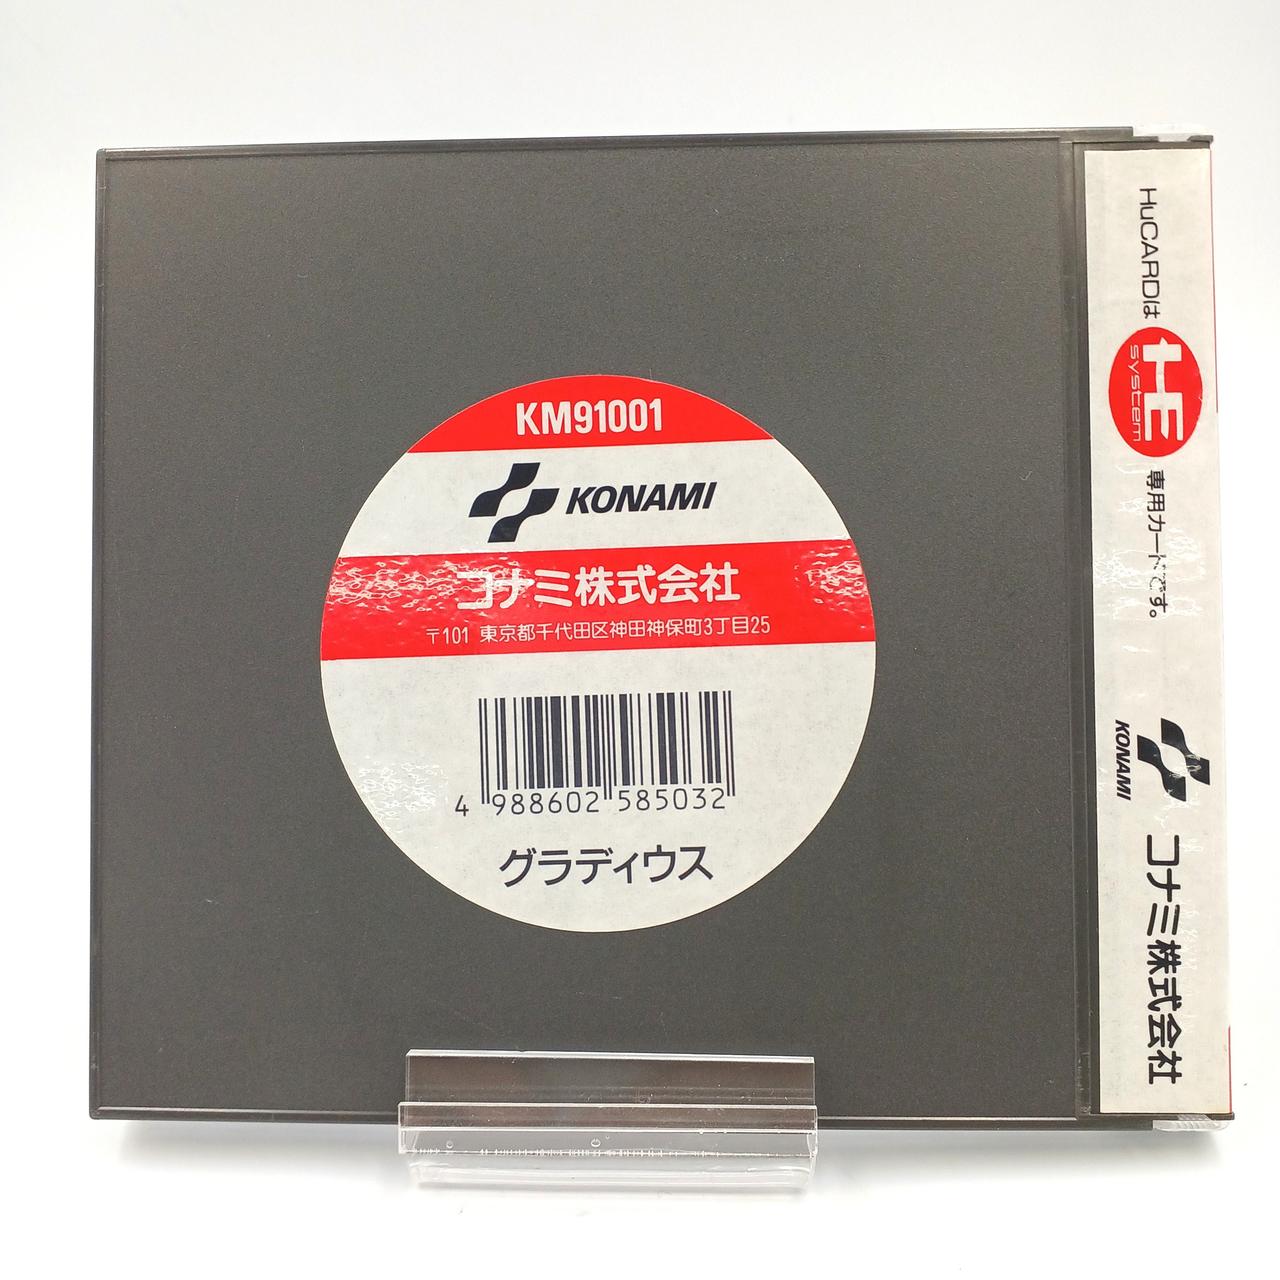 KM91001
KONAMI
コナミ株式会社
〒101 東京都千代田区神田神保町3丁目25
4 988602 585032
グラディウス
HuCARDは
HE
system
専用カードです。
KONAMI
コナミ株式会社